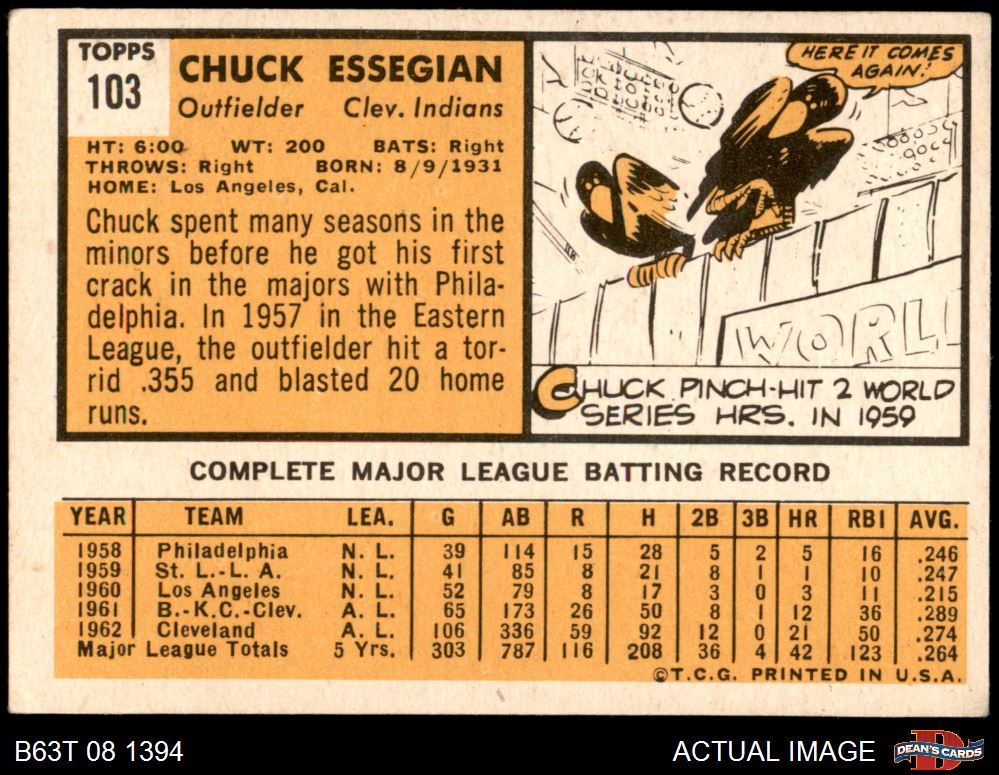 TOPPS
103
CHUCK ESSEGIAN
Outfielder Clev. Indians
HT: 6:00 WT: 200 BATS: Right
THROWS: Right BORN: 8/9/1931
HOME: Los Angeles, Cal.
Chuck spent many seasons in the
minors before he got his first
crack in the majors with Phila-
delphia. In 1957 in the Eastern
League, the outfielder hit a tor-
rid .355 and blasted 20 home
runs.
HERE IT COMES
AGAIN!
WORL
CHUCK PINCH-HIT 2 WORLD
SERIES HRS. IN 1959
COMPLETE MAJOR LEAGUE BATTING RECORD
YEAR TEAM LEA. G AB R H 2B 3B HR RBI AVG.
1958 Philadelphia N. L. 39 114 15 28 5 2 5 16 .246
1959 St. L.-L. A. N. L. 41 85 8 21 8 1 1 10 .247
1960 Los Angeles N. L. 52 79 8 17 3 0 3 11 .215
1961 B.-K.C.-Clev. A. L. 65 173 26 50 8 1 12 36 .289
1962 Cleveland A. L. 106 336 59 92 12 0 21 50 .274
Major League Totals 5 Yrs. 303 787 116 208 36 4 42 123 .264
©T.C.G. PRINTED IN U.S.A.
B63T 08 1394 ACTUAL IMAGE
D
DEAN'S CARDS